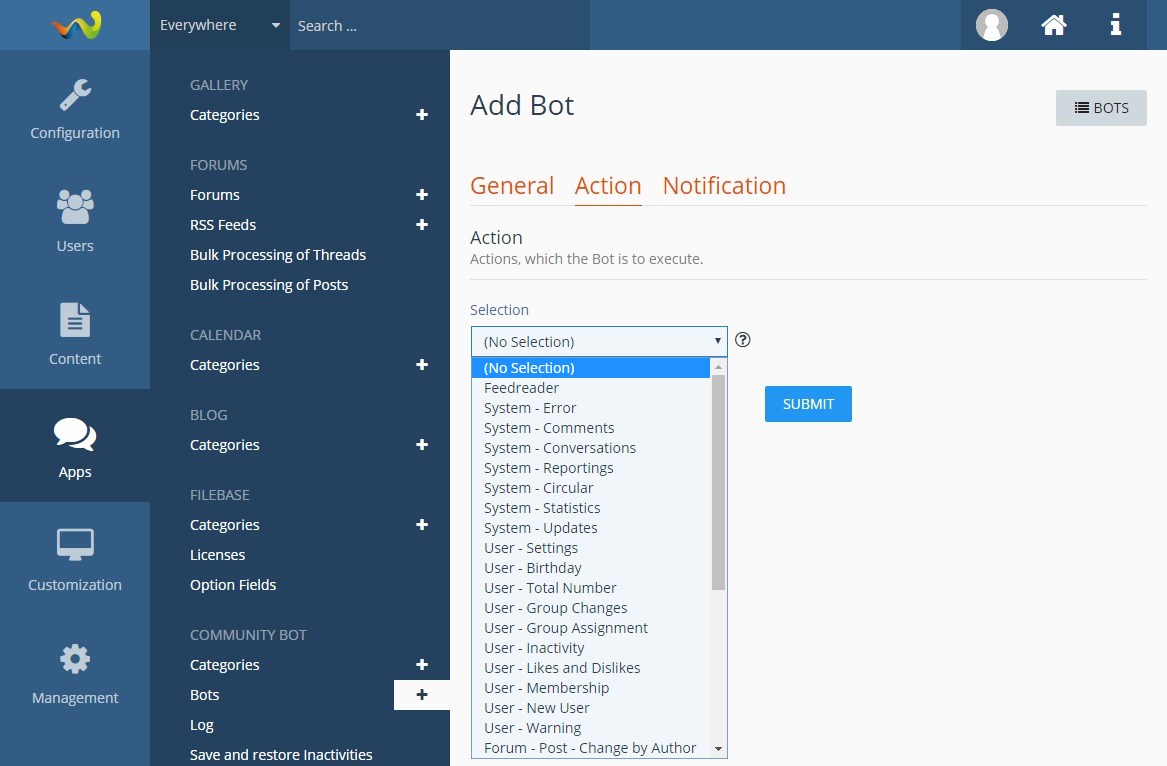 Everywhere
Search ...
Configuration
Users
Content
Apps
Customization
Management
GALLERY
Categories
FORUMS
Forums
RSS Feeds
Bulk Processing of Threads
Bulk Processing of Posts
CALENDAR
Categories
BLOG
Categories
FILEBASE
Categories
Licenses
Option Fields
COMMUNITY BOT
Categories
Bots
Log
Save and restore Inactivities
Add Bot
BOTS
General Action Notification
Action
Actions, which the Bot is to execute.
Selection
(No Selection)
(No Selection)
Feedreader
System - Error
System - Comments
System - Conversations
System - Reportings
System - Circular
System - Statistics
System - Updates
User - Settings
User - Birthday
User - Total Number
User - Group Changes
User - Group Assignment
User - Inactivity
User - Likes and Dislikes
User - Membership
User - New User
User - Warning
Forum - Post - Change by Author
SUBMIT